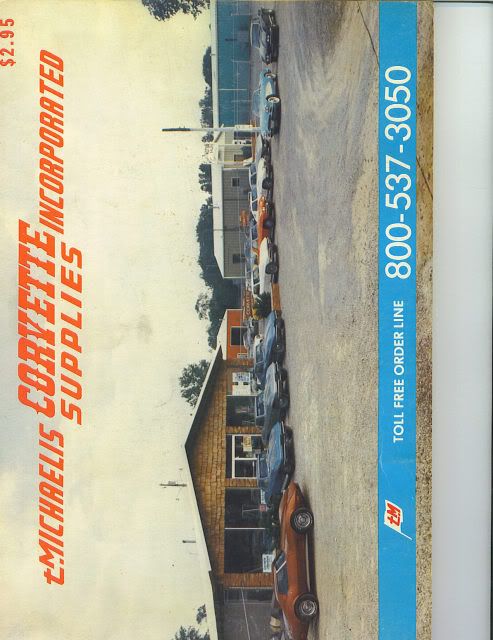 $2.95
t.MICHAELIS CORVETTE
SUPPLIES INCORPORATED
TOLL FREE ORDER LINE 800-537-3050
t.M